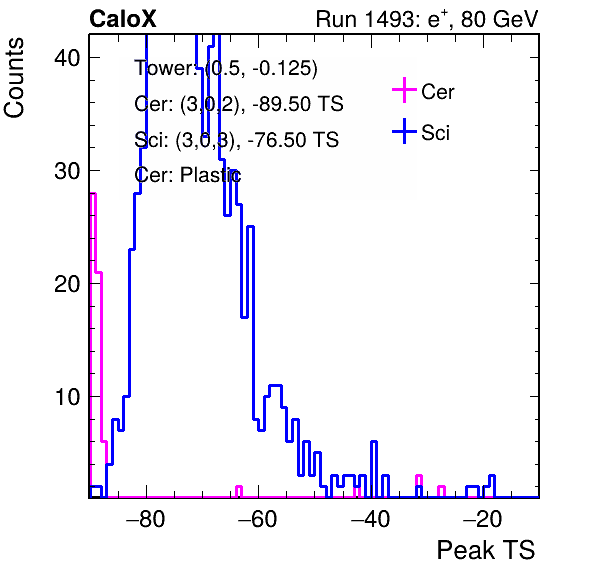 CaloX Run 1493: e⁺, 80 GeV
Counts
40
Tower: (0.5, -0.125)
Cer: (3,0,2), -89.50 TS
Sci: (3,0,3), -76.50 TS
Cer: Plastic
Cer
Sci
30
20
10
−80 −60 −40 −20
Peak TS